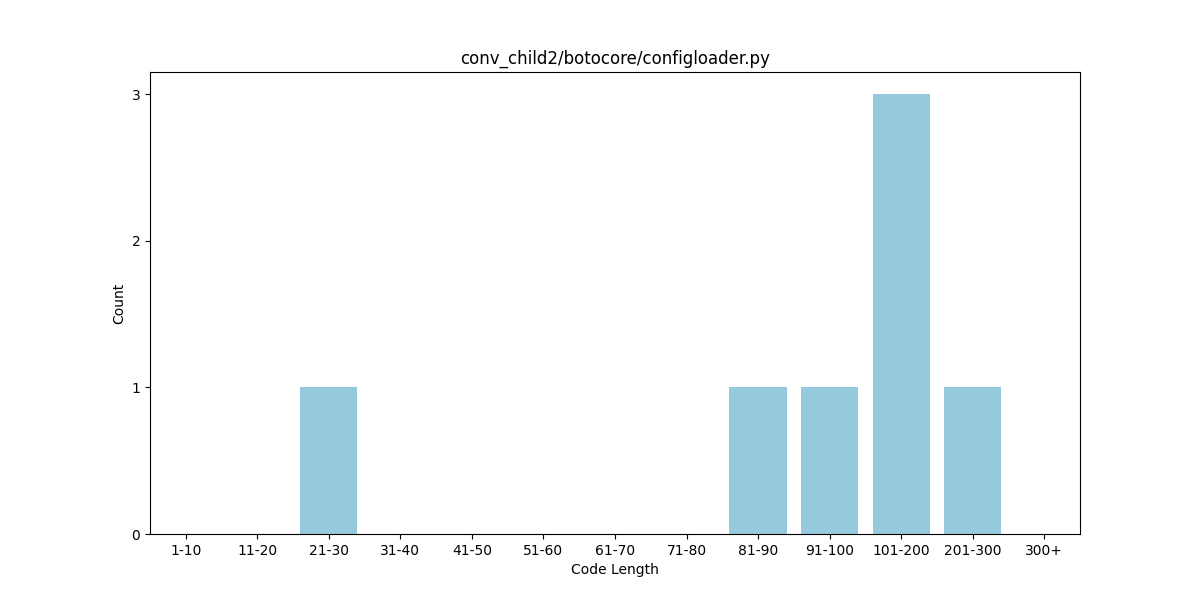 conv_child2/botocore/configloader.py
3
2
1
0
Count
1-10 11-20 21-30 31-40 41-50 51-60 61-70 71-80 81-90 91-100 101-200 201-300 300+
Code Length